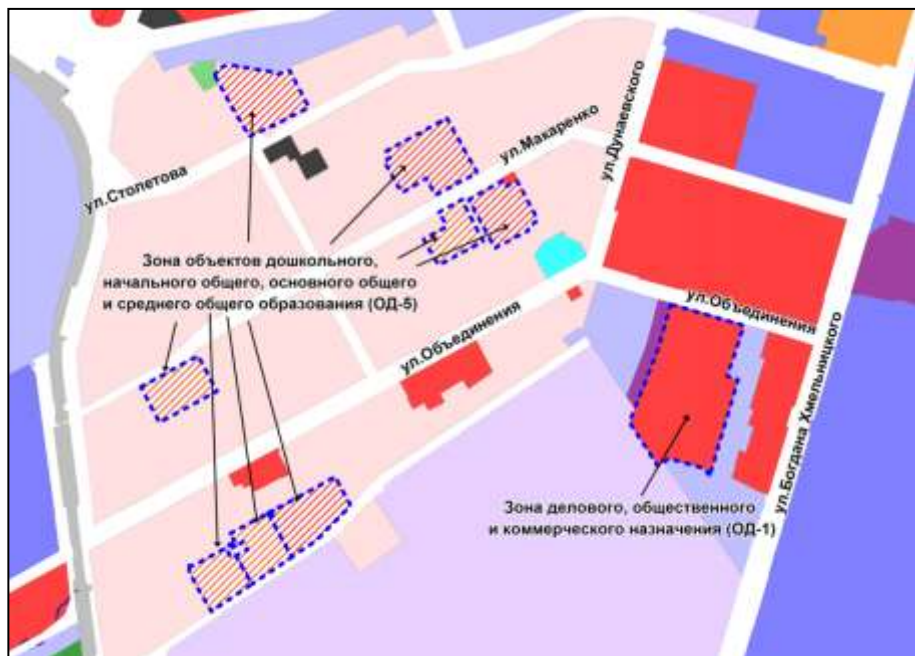 ул.Столетова
ул.Макаренко
ул.Дунаевского
Зона объектов дошкольного,
начального общего, основного общего
и среднего общего образования (ОД-5)
ул.Объединения
ул.Объединения
ул.Богдана Хмельницкого
Зона делового, общественного
и коммерческого назначения (ОД-1)